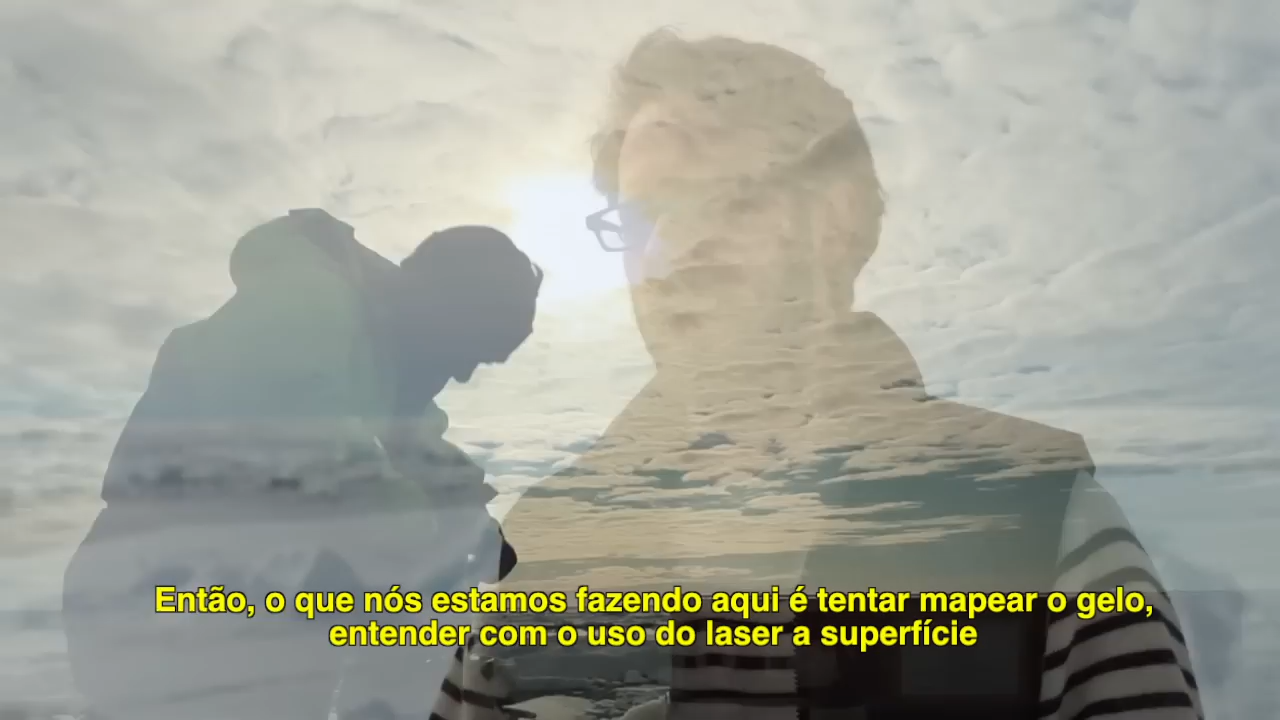 Então, o que nós estamos fazendo aqui é tentar mapear o gelo,
entender com o uso do laser a superfície